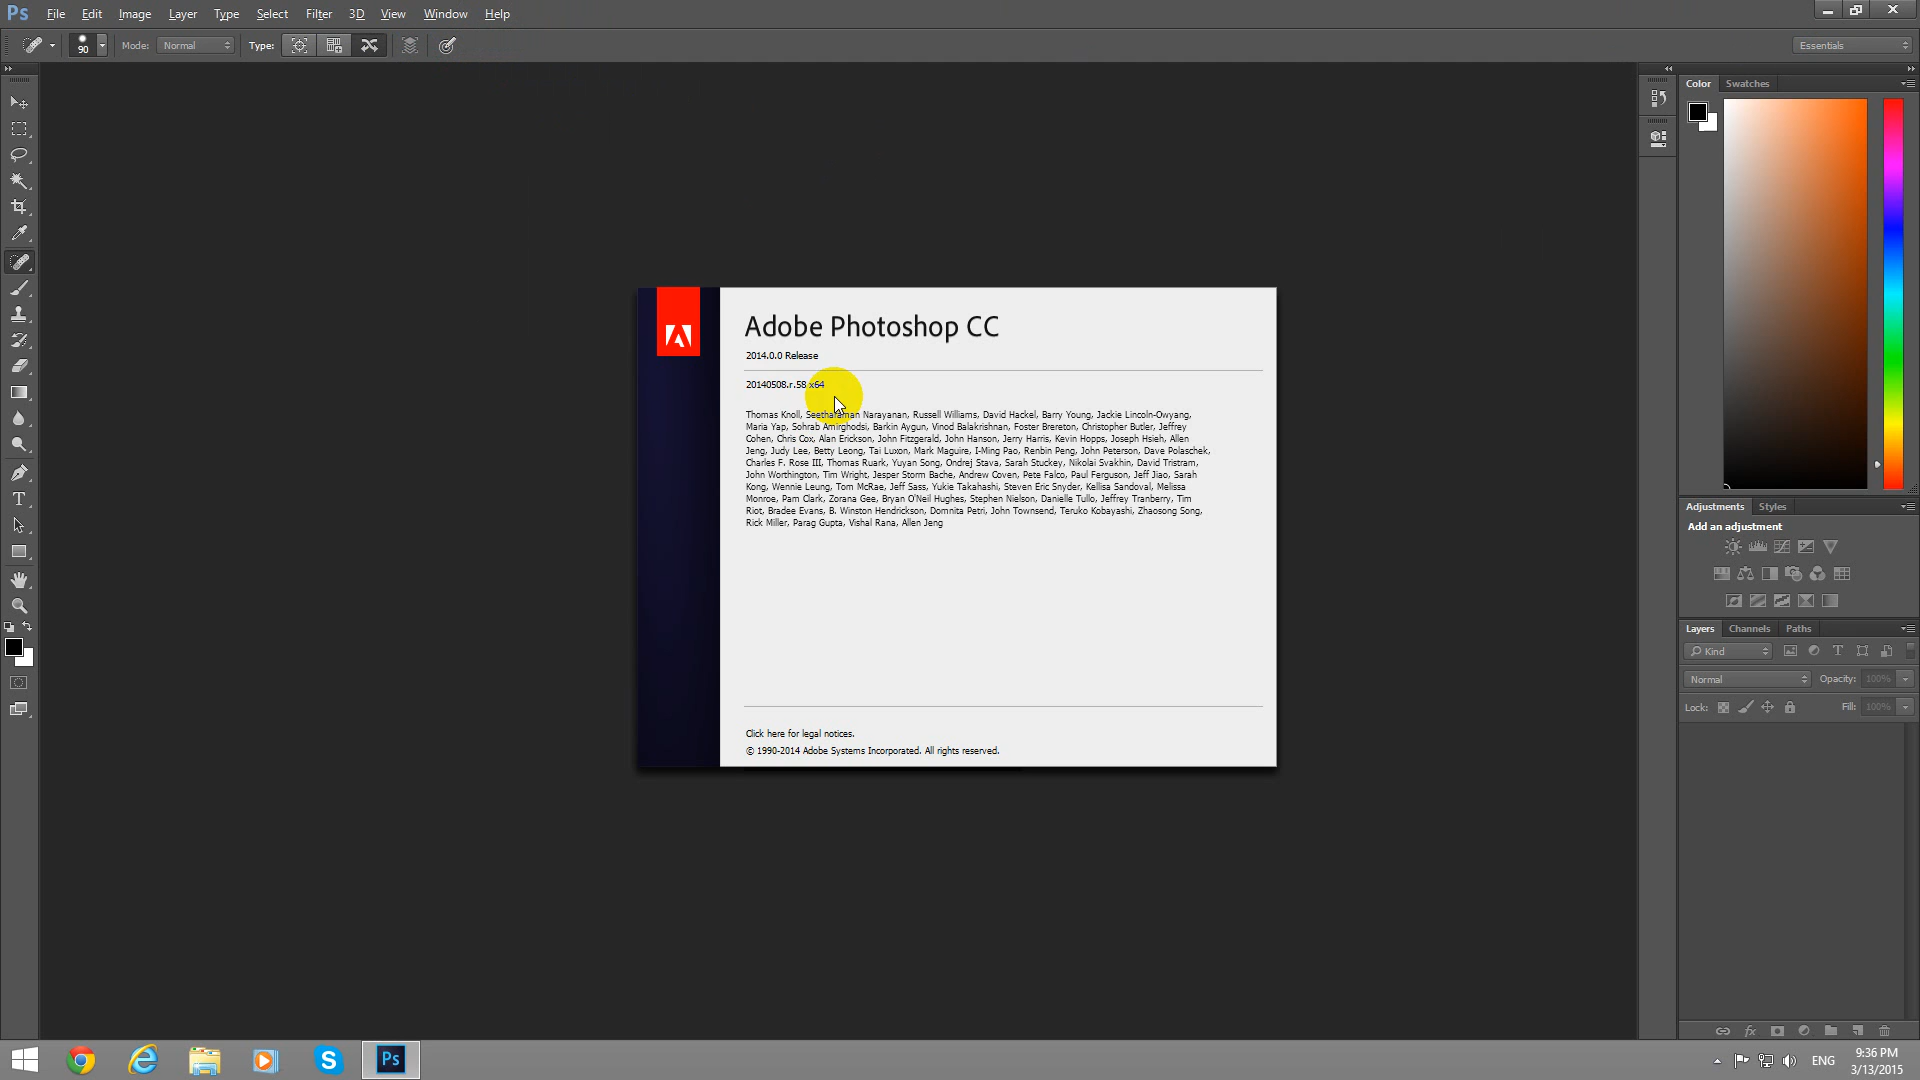 Ps File Edit Image Layer Type Select Filter 3D View Window Help
90 Mode: Normal Type: Essentials
Color Swatches
Adobe Photoshop CC
2014.0.0 Release
20140508.r.58 x64
Thomas Knoll, Seetharaman Narayanan, Russell Williams, David Hackel, Barry Young, Jackie Lincoln-Owyang,
Maria Yap, Sohrab Amirghodsi, Barkin Aygun, Vinod Balakrishnan, Foster Brereton, Christopher Butler, Jeffrey
Cohen, Chris Cox, Alan Erickson, John Fitzgerald, John Hanson, Jerry Harris, Kevin Hopps, Joseph Hsieh, Allen
Jeng, Judy Lee, Betty Leong, Tai Luxon, Mark Maguire, I-Ming Pao, Renbin Peng, John Peterson, Dave Polaschek,
Charles F. Rose III, Thomas Ruark, Yuyan Song, Ondrej Stava, Sarah Stuckey, Nikolai Svakhin, David Tristram,
John Worthington, Tim Wright, Jesper Storm Bache, Andrew Coven, Pete Falco, Paul Ferguson, Jeff Jiao, Sarah
Kong, Wennie Leung, Tom McRae, Jeff Sass, Yukie Takahashi, Steven Eric Snyder, Kellisa Sandoval, Melissa
Monroe, Pam Clark, Zorana Gee, Bryan O'Neil Hughes, Stephen Nielson, Danielle Tullo, Jeffrey Tranberry, Tim
Riot, Bradee Evans, B. Winston Hendrickson, Domnita Petri, John Townsend, Teruko Kobayashi, Zhaosong Song,
Rick Miller, Parag Gupta, Vishal Rana, Allen Jeng
Click here for legal notices.
© 1990-2014 Adobe Systems Incorporated. All rights reserved.
Adjustments Styles
Add an adjustment
Layers Channels Paths
Kind
Normal Opacity: 100%
Lock: Fill: 100%
Ps
ENG
9:36 PM
3/13/2015